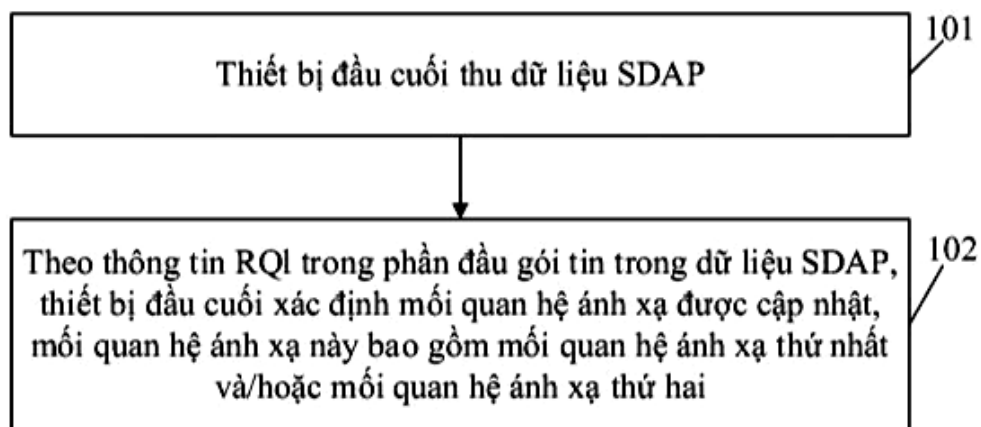 101
Thiết bị đầu cuối thu dữ liệu SDAP
102
Theo thông tin RQl trong phần đầu gói tin trong dữ liệu SDAP,
thiết bị đầu cuối xác định mối quan hệ ánh xạ được cập nhật,
mối quan hệ ánh xạ này bao gồm mối quan hệ ánh xạ thứ nhất
và/hoặc mối quan hệ ánh xạ thứ hai